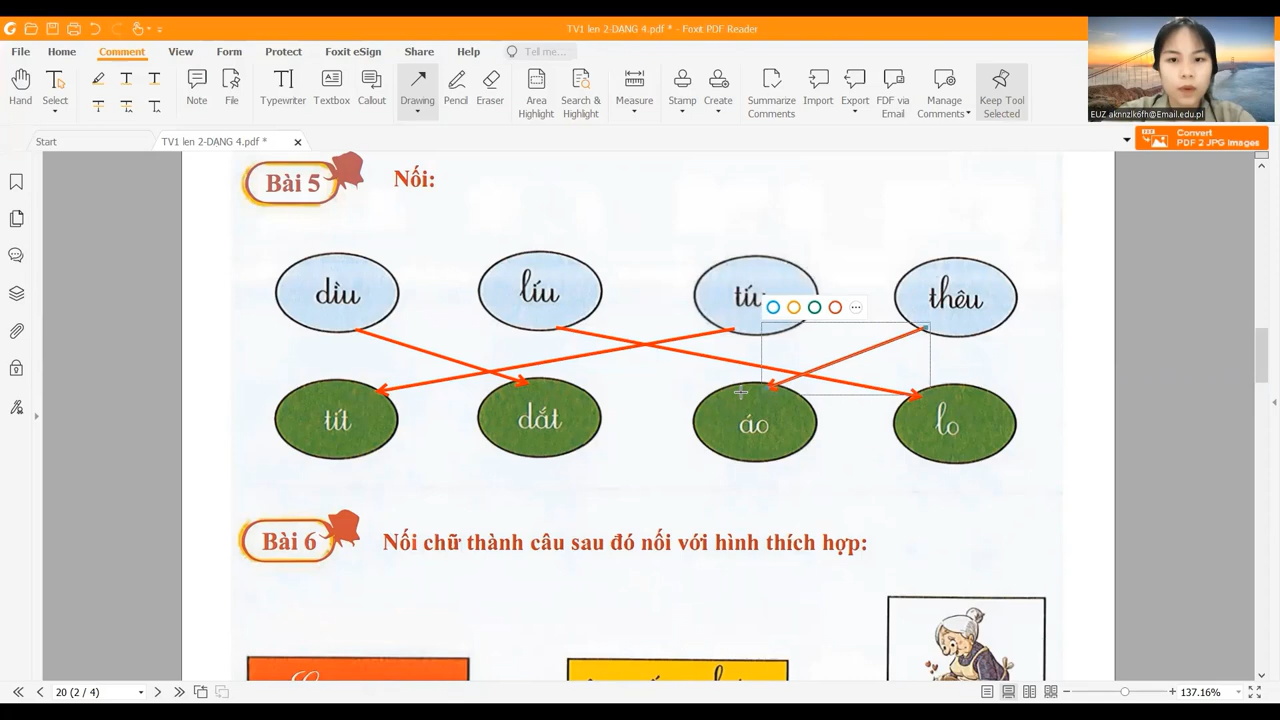 TV1 len 2-DANG 4.pdf * - Foxit PDF Reader
File Home Comment View Form Protect Foxit eSign Share Help Tell me...
Hand Select Note File Typewriter Textbox Callout Drawing Pencil Eraser Area Highlight Search & Highlight Measure Stamp Create Summarize Comments Import Export FDF via Email Manage Comments Keep Tool Selected
EUZ aknnzlk6fh@Email.edu.pl
Start TV1 len 2-DANG 4.pdf *
Convert
PDF 2 JPG Images
Bài 5 Nối:
dìu líu tíu thêu
tít dắt áo lo
Bài 6 Nối chữ thành câu sau đó nối với hình thích hợp:
20 (2 / 4) 137.16%